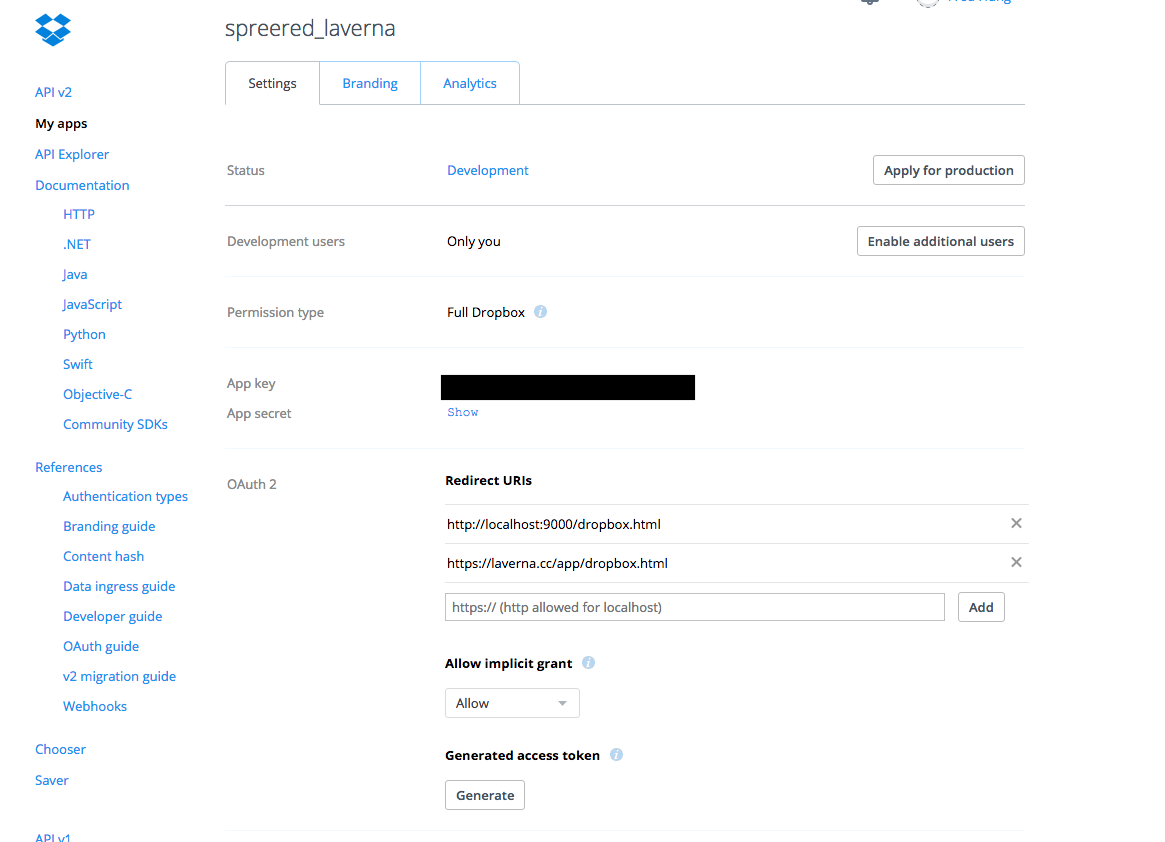 spreered_laverna
API v2
My apps
API Explorer
Documentation
HTTP
.NET
Java
JavaScript
Python
Swift
Objective-C
Community SDKs
References
Authentication types
Branding guide
Content hash
Data ingress guide
Developer guide
OAuth guide
v2 migration guide
Webhooks
Chooser
Saver
API v1
Settings Branding Analytics
Status Development Apply for production
Development users Only you Enable additional users
Permission type Full Dropbox
App key
App secret Show
OAuth 2 Redirect URIs
http://localhost:9000/dropbox.html
https://laverna.cc/app/dropbox.html
https:// (http allowed for localhost) Add
Allow implicit grant
Allow
Generated access token
Generate